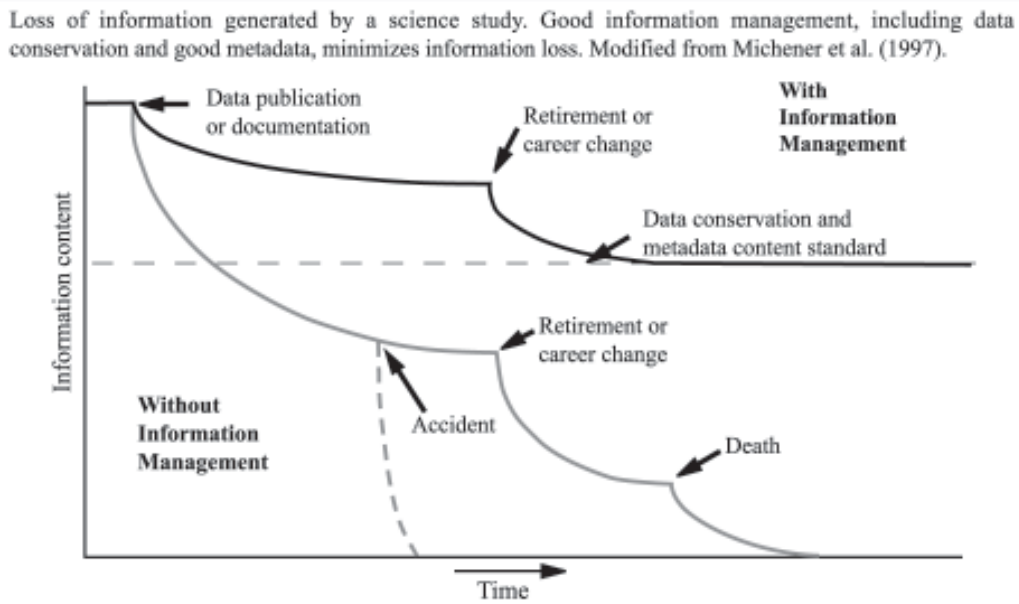 Loss of information generated by a science study. Good information management, including data
conservation and good metadata, minimizes information loss. Modified from Michener et al. (1997).
Data publication
or documentation
Retirement or
career change
With
Information
Management
Data conservation and
metadata content standard
Information content
Retirement or
career change
Without
Information
Management
Accident
Death
Time